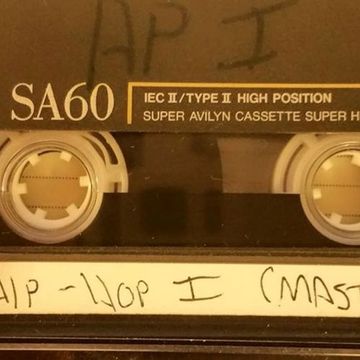 AP I
SA60
IEC II/TYPE II HIGH POSITION
SUPER AVILYN CASSETTE SUPER H
HIP-HOP I (MAST